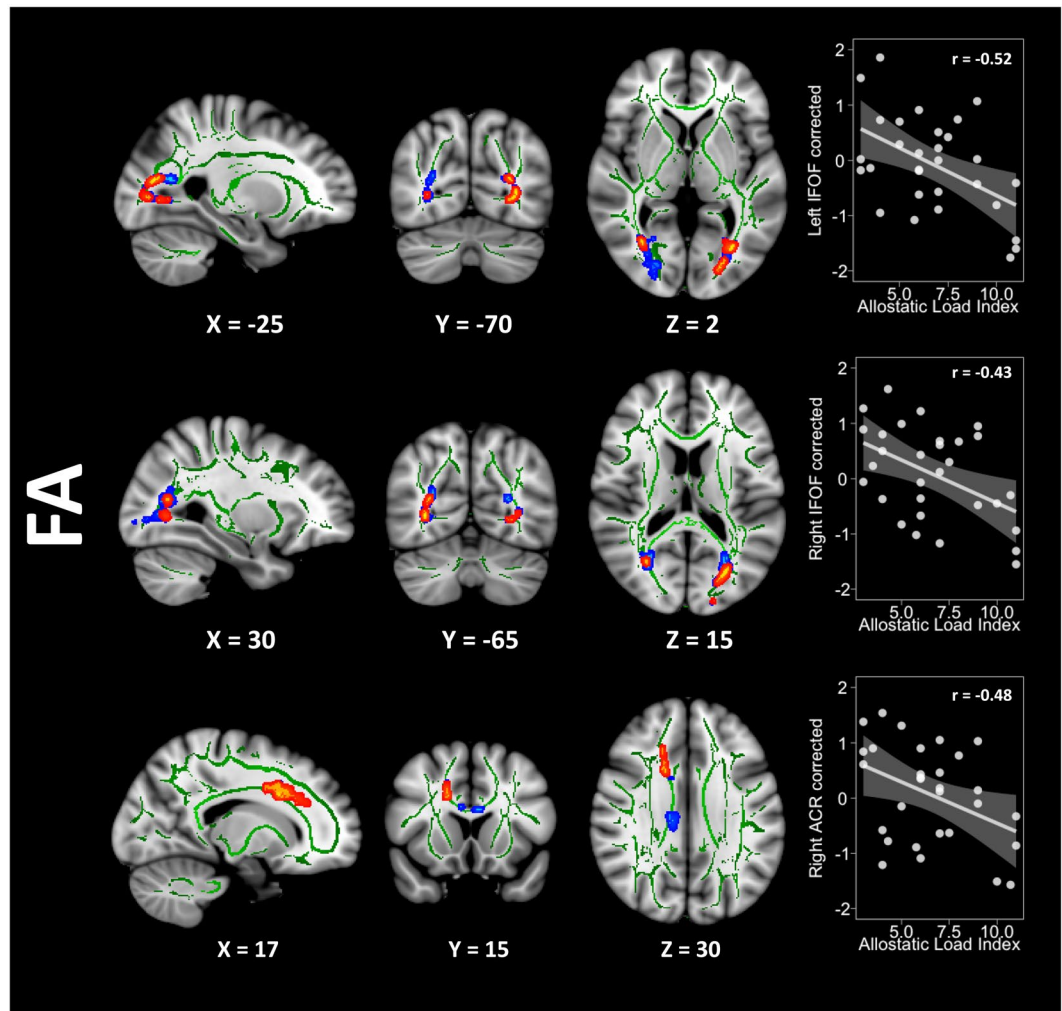 FA
X = -25
Y = -70
Z = 2
r = -0.52
Left IFOF corrected
2
1
0
-1
-2
5.0 7.5 10.0
Allostatic Load Index
X = 30
Y = -65
Z = 15
r = -0.43
Right IFOF corrected
2
1
0
-1
-2
5.0 7.5 10.0
Allostatic Load Index
X = 17
Y = 15
Z = 30
r = -0.48
Right ACR corrected
2
1
0
-1
-2
5.0 7.5 10.0
Allostatic Load Index